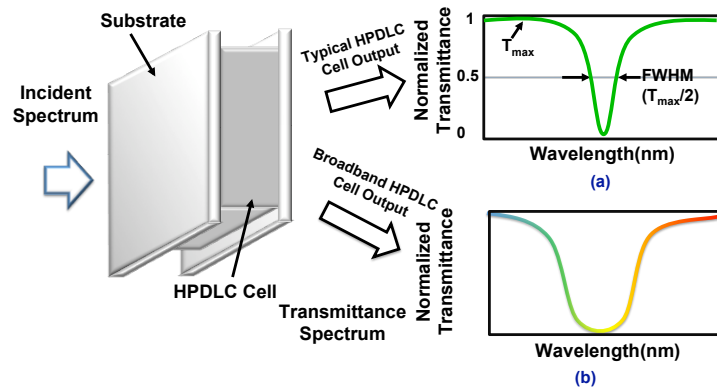 Substrate
Incident
Spectrum
HPDLC Cell
Typical HPDLC
Cell Output
Broadband HPDLC
Cell Output
Transmittance
Spectrum
Normalized
Transmittance
1
0.5
0
Tmax
FWHM
(Tmax/2)
Wavelength(nm)
(a)
Normalized
Transmittance
Wavelength(nm)
(b)